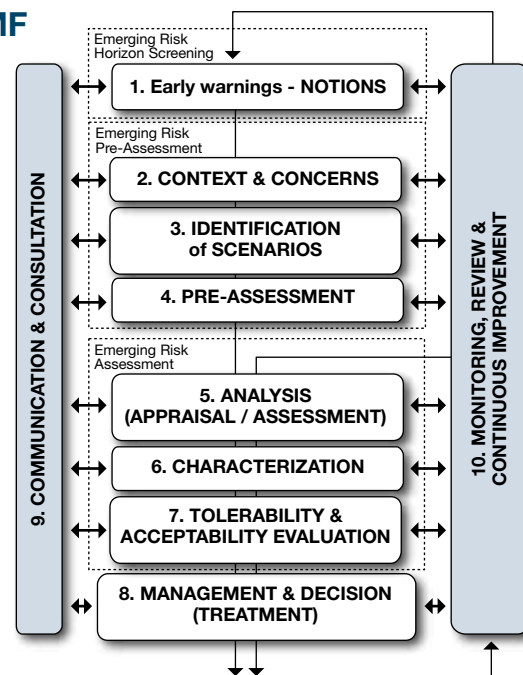 MF
Emerging Risk
Horizon Screening
1. Early warnings - NOTIONS
Emerging Risk
Pre-Assessment
2. CONTEXT & CONCERNS
3. IDENTIFICATION
of SCENARIOS
4. PRE-ASSESSMENT
Emerging Risk
Assessment
5. ANALYSIS
(APPRAISAL / ASSESSMENT)
6. CHARACTERIZATION
7. TOLERABILITY &
ACCEPTABILITY EVALUATION
8. MANAGEMENT & DECISION
(TREATMENT)
9. COMMUNICATION & CONSULTATION
10. MONITORING, REVIEW &
CONTINUOUS IMPROVEMENT